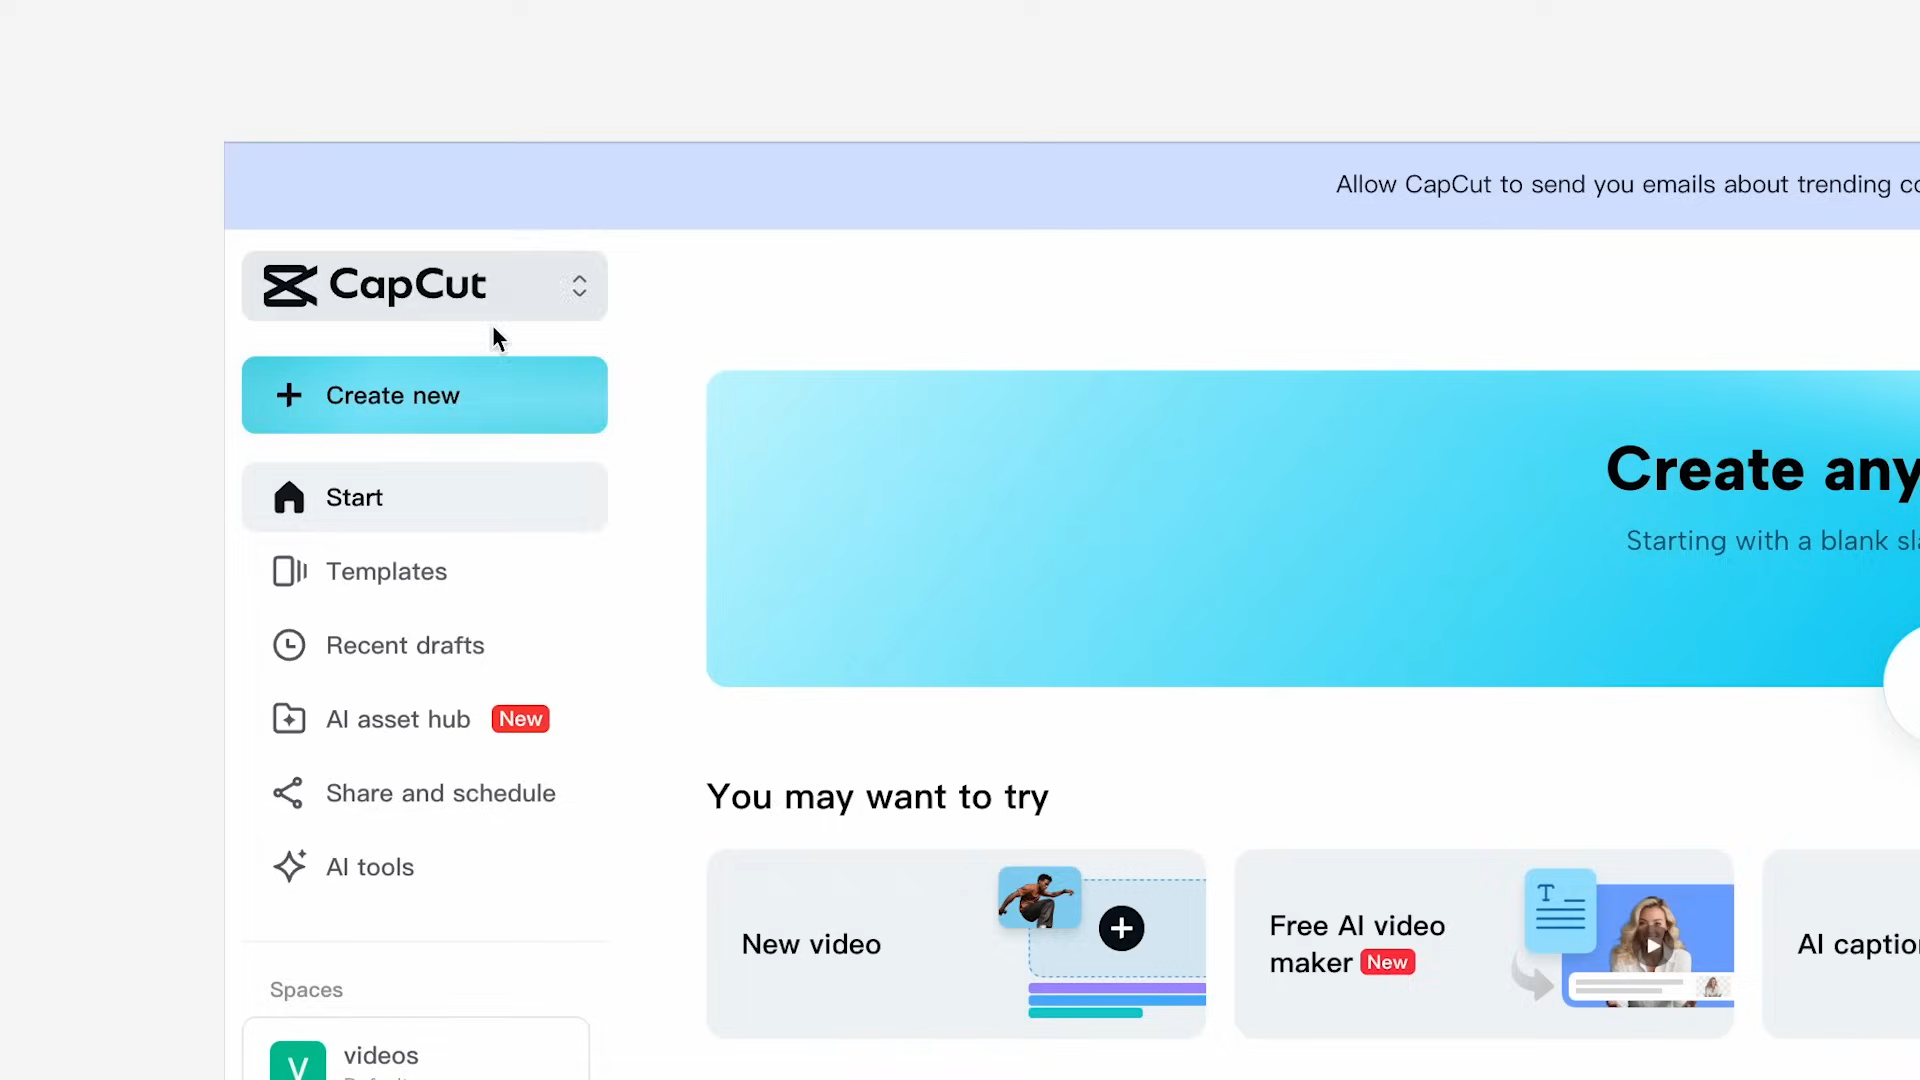 Allow CapCut to send you emails about trending
CapCut
Create new
Start
Templates
Recent drafts
AI asset hub New
Share and schedule
AI tools
Spaces
V videos
Create any
Starting with a blank
You may want to try
New video
Free AI video
maker New
T
AI